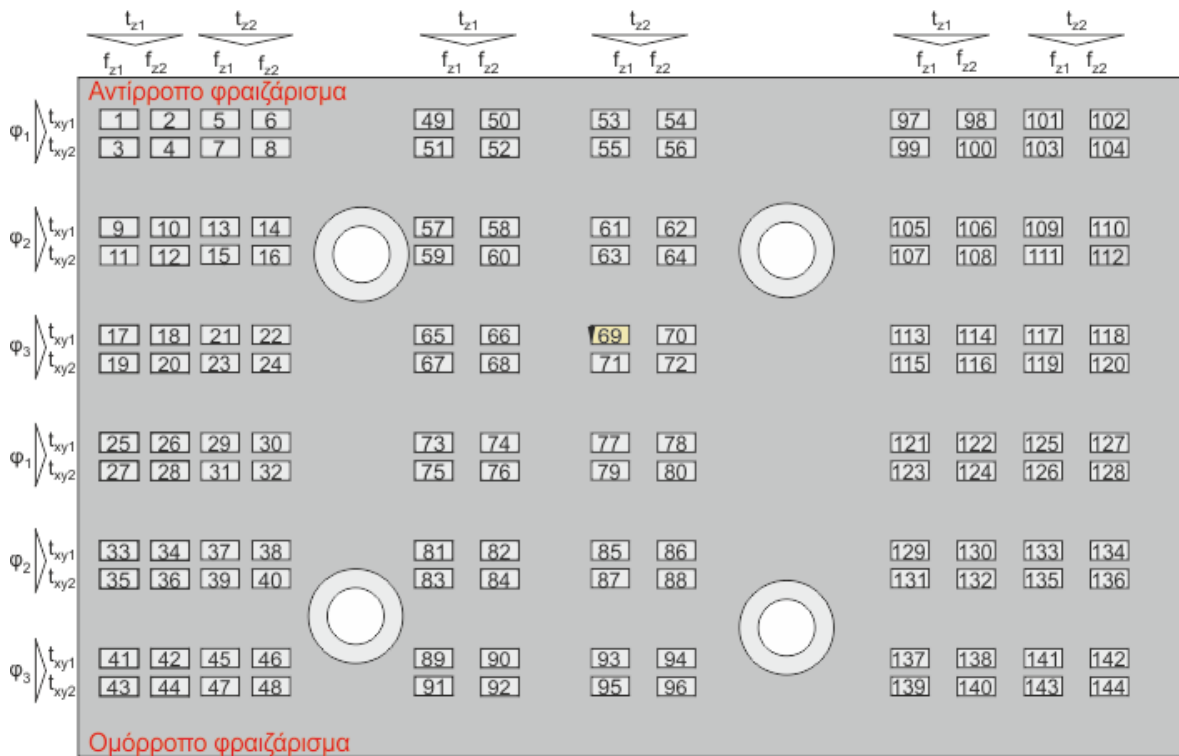 t_z1 t_z2 t_z1 t_z2 t_z1 t_z2
f_z1 f_z2 f_z1 f_z2 f_z1 f_z2 f_z1 f_z2 f_z1 f_z2 f_z1 f_z2
Αντίρροπο φραιζάρισμα
φ1 t_xy1 1 2 5 6 49 50 53 54 97 98 101 102
t_xy2 3 4 7 8 51 52 55 56 99 100 103 104
φ2 t_xy1 9 10 13 14 57 58 61 62 105 106 109 110
t_xy2 11 12 15 16 59 60 63 64 107 108 111 112
φ3 t_xy1 17 18 21 22 65 66 69 70 113 114 117 118
t_xy2 19 20 23 24 67 68 71 72 115 116 119 120
φ1 t_xy1 25 26 29 30 73 74 77 78 121 122 125 127
t_xy2 27 28 31 32 75 76 79 80 123 124 126 128
φ2 t_xy1 33 34 37 38 81 82 85 86 129 130 133 134
t_xy2 35 36 39 40 83 84 87 88 131 132 135 136
φ3 t_xy1 41 42 45 46 89 90 93 94 137 138 141 142
t_xy2 43 44 47 48 91 92 95 96 139 140 143 144
Ομόρροπο φραιζάρισμα